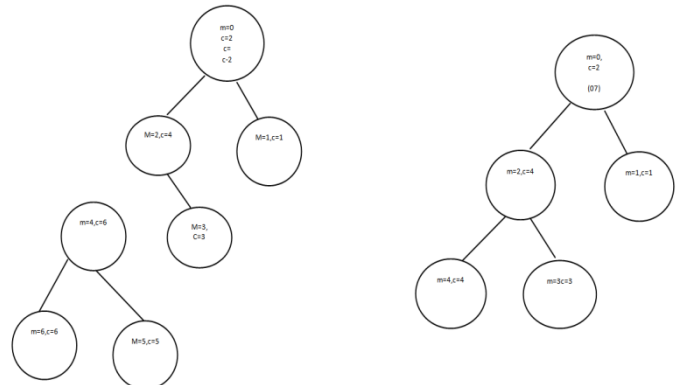 m=0
c=2
c=
c-2
M=2,c=4
M=1,c=1
m=4,c=6
M=3,
C=3
m=6,c=6
M=5,c=5
m=0,
c=2
(07)
m=2,c=4
m=1,c=1
m=4,c=4
m=3c=3